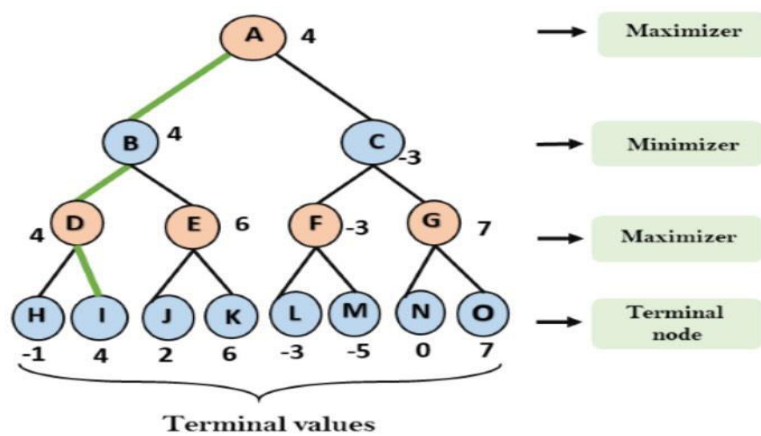 A 4 Maximizer
B 4 C -3 Minimizer
D 4 E 6 F -3 G 7 Maximizer
H I J K L M N O Terminal node
-1 4 2 6 -3 -5 0 7
Terminal values